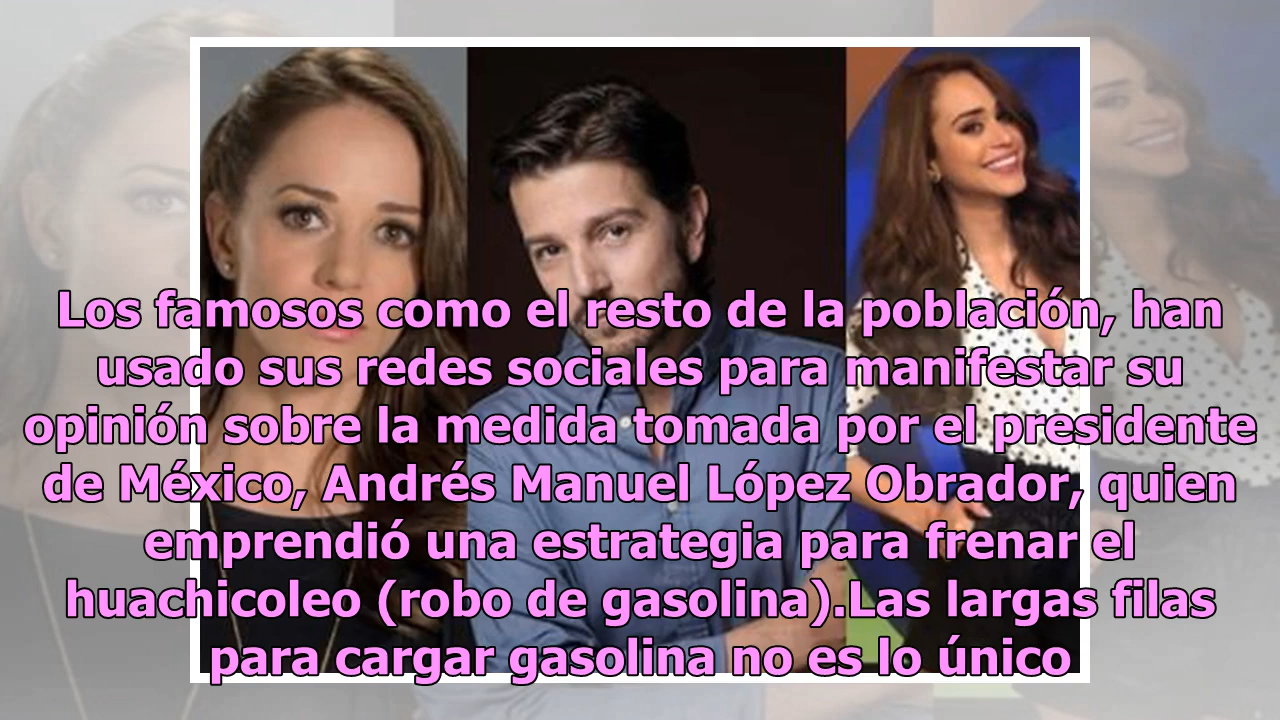 Los famosos como el resto de la población, han
usado sus redes sociales para manifestar su
opinión sobre la medida tomada por el presidente
de México, Andrés Manuel López Obrador, quien
emprendió una estrategia para frenar el
huachicoleo (robo de gasolina).Las largas filas
para cargar gasolina no es lo único